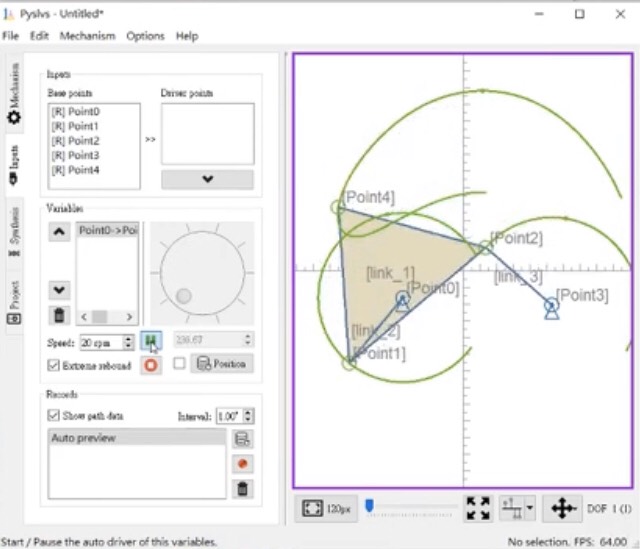 Pyslvs - Untitled*
File Edit Mechanism Options Help
Mechanism
Inputs
Synthesis
Project
Inputs
Base points
Driver points
[R] Point0
[R] Point1
[R] Point2
[R] Point3
[R] Point4
>>
Variables
Point0->Poi
Speed: 20 rpm
Extreme rebound
Position
Records
Show path data
Interval: 1.00°
Auto preview
[Point4]
[Point2]
[link_1]
[Point0]
[link_3]
[Point3]
[link_2]
[Point1]
120px
DOF 1 (1)
Start / Pause the auto driver of this variables.
No selection. FPS: 64.00